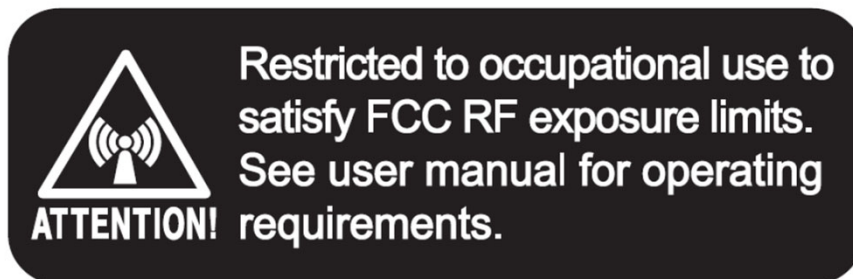 Restricted to occupational use to
satisfy FCC RF exposure limits.
See user manual for operating
requirements.
ATTENTION!